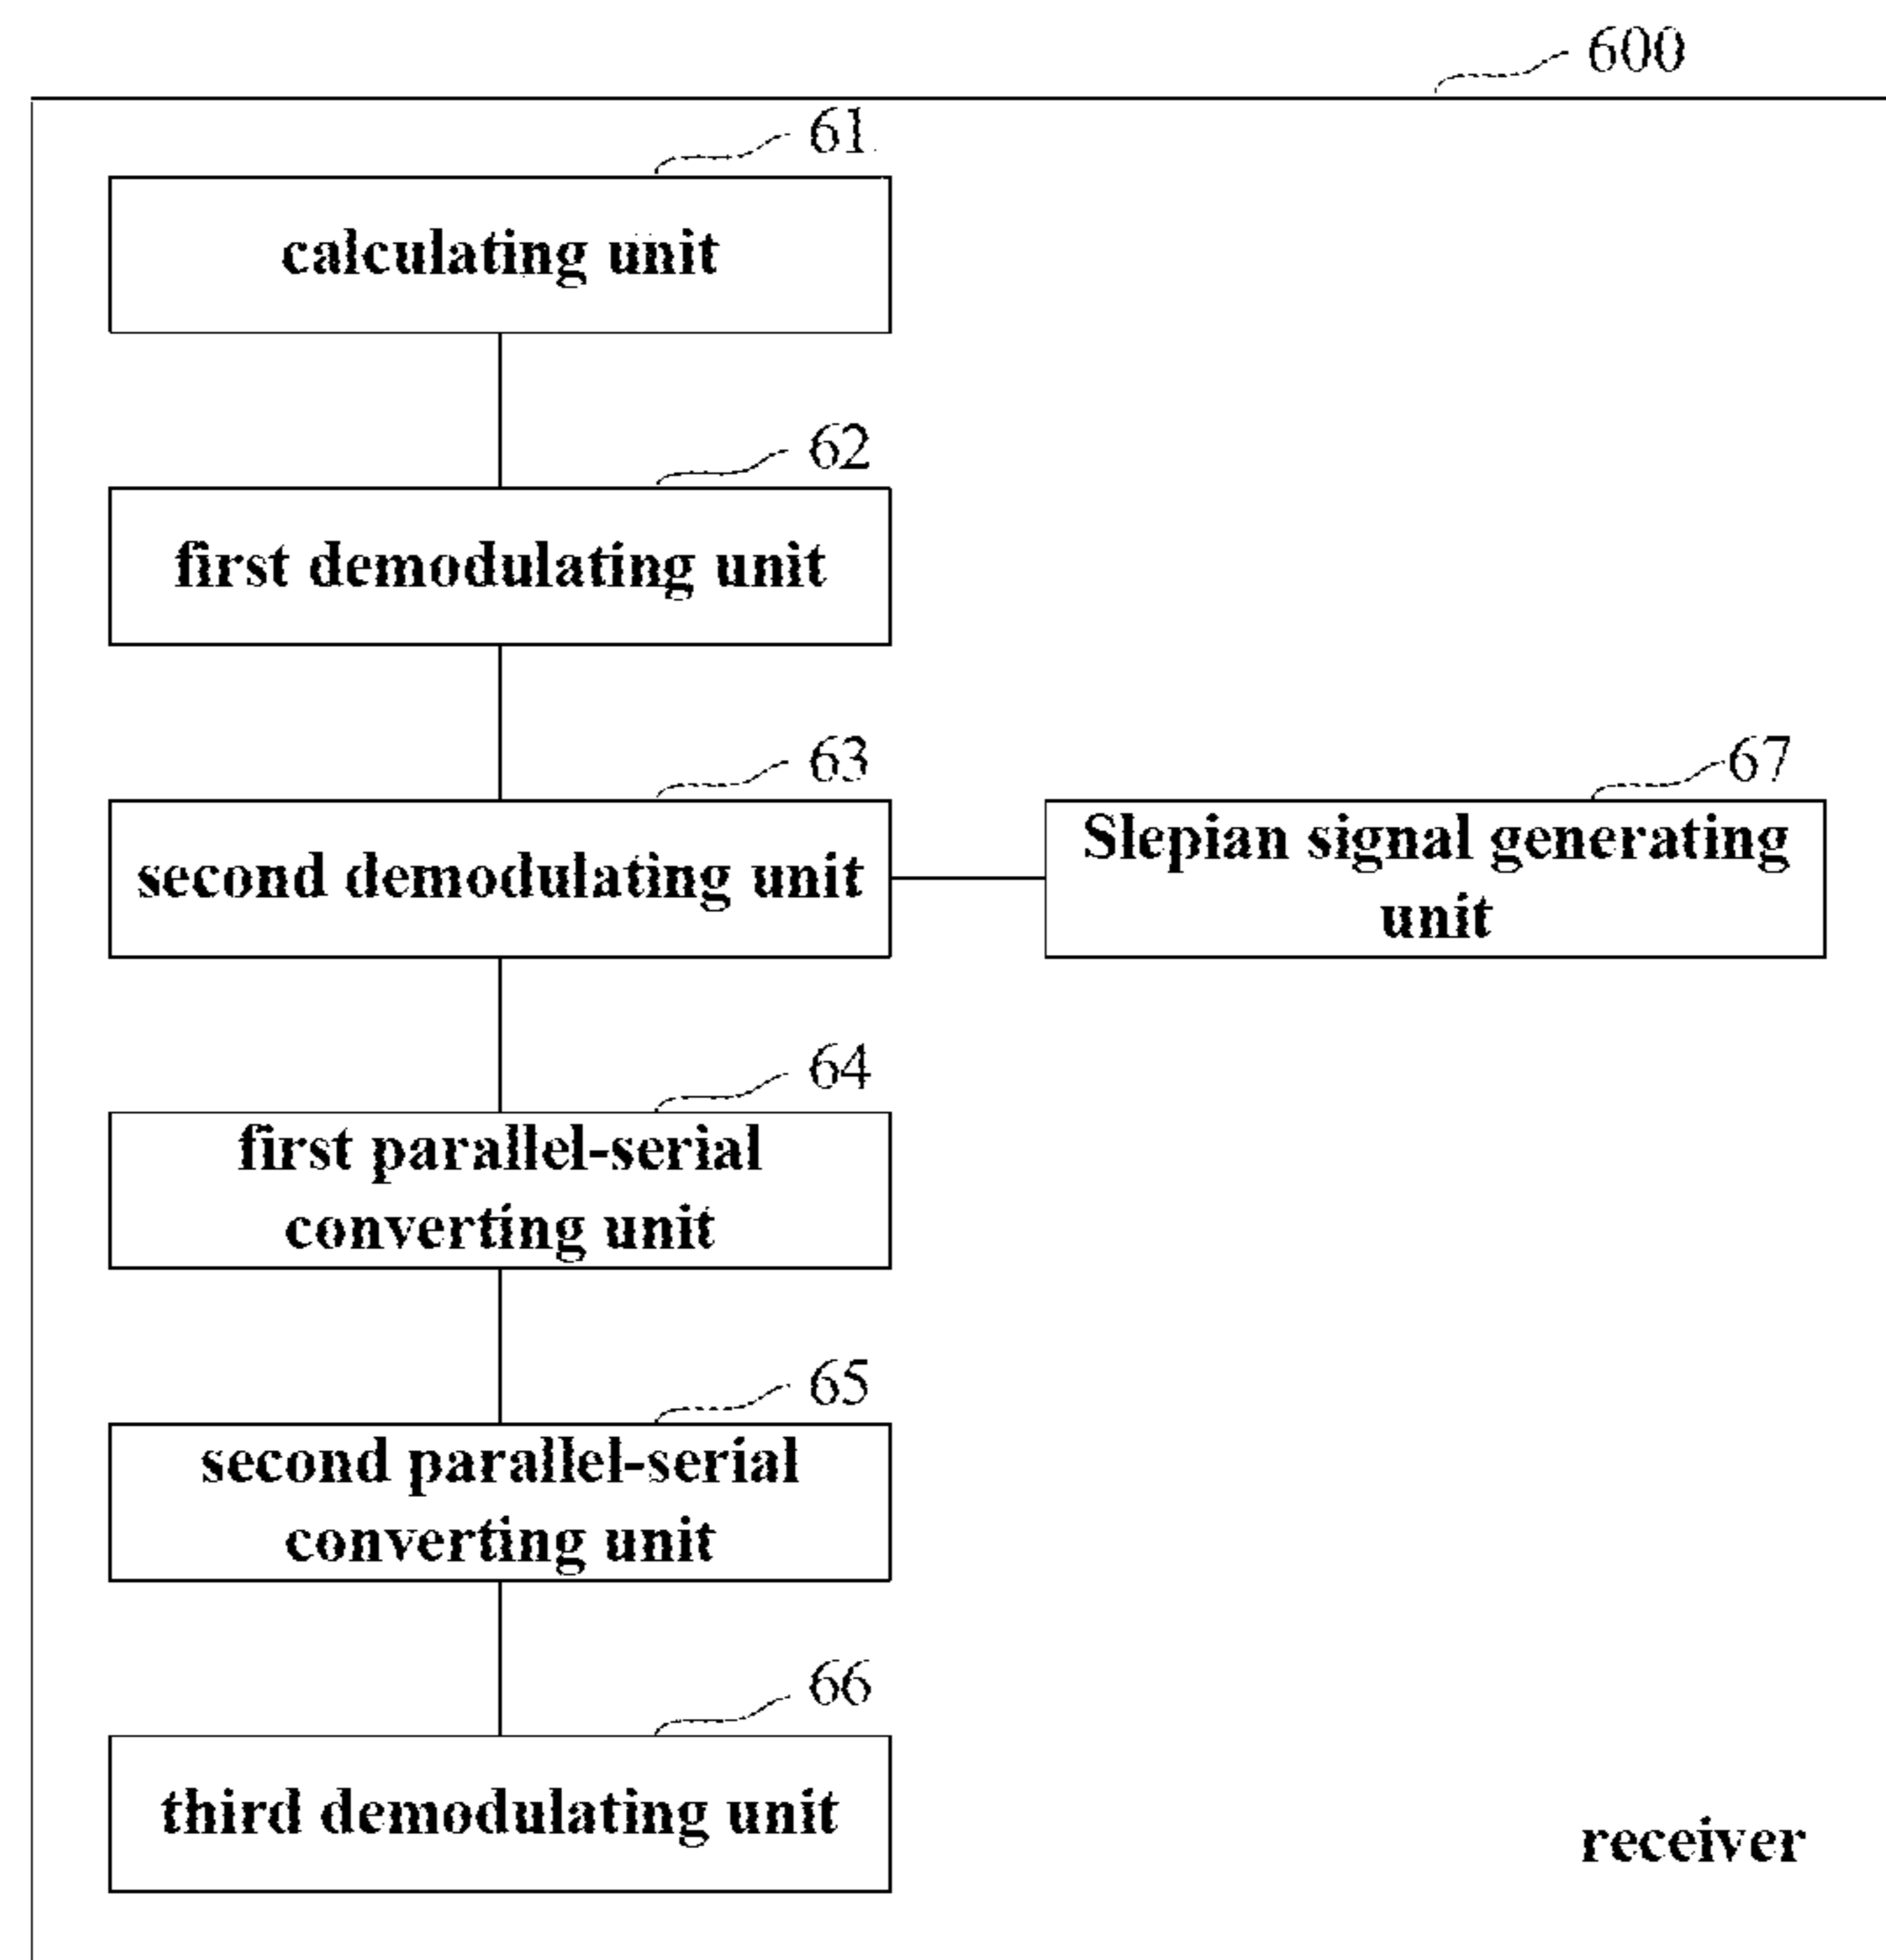 600
61
calculating unit
62
first demodulating unit
63
second demodulating unit
67
Slepian signal generating
unit
64
first parallel-serial
converting unit
65
second parallel-serial
converting unit
66
third demodulating unit
receiver